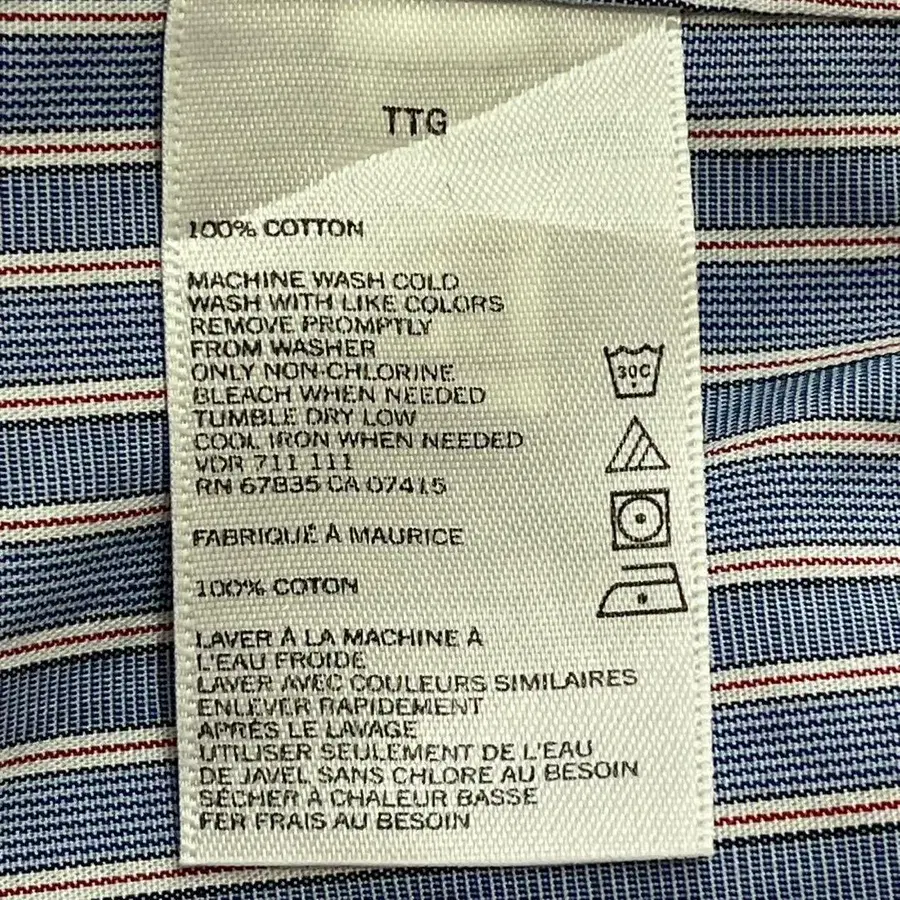 TTG
100% COTTON
MACHINE WASH COLD
WASH WITH LIKE COLORS
REMOVE PROMPTLY
FROM WASHER
ONLY NON-CHLORINE
BLEACH WHEN NEEDED
TUMBLE DRY LOW
COOL IRON WHEN NEEDED
VDR 711 111
RN 67835 CA 07415
30C
FABRIQUÉ À MAURICE
100% COTON
LAVER À LA MACHINE À
L'EAU FROIDE
LAVER AVEC COULEURS SIMILAIRES
ENLEVER RAPIDEMENT
APRÈS LE LAVAGE
UTILISER SEULEMENT DE L'EAU
DE JAVEL SANS CHLORE AU BESOIN
SÉCHER À CHALEUR BASSE
FER FRAIS AU BESOIN